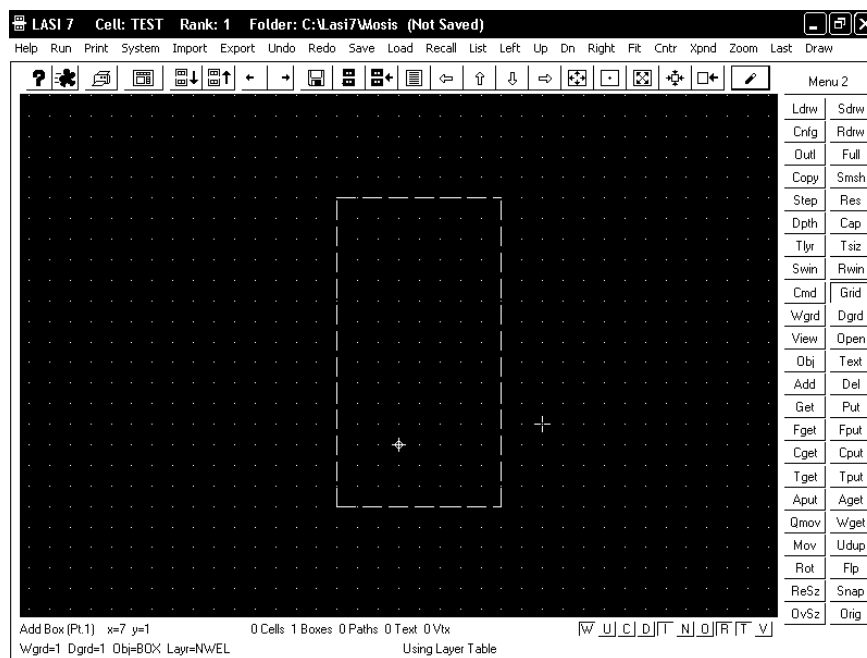 LASI 7 Cell: TEST Rank: 1 Folder: C:\Lasi7\Mosis (Not Saved)
Help Run Print System Import Export Undo Redo Save Load Recall List Left Up Dn Right Fit Cntr Xpnd Zoom Last Draw
Menu 2
Ldrw Sdrw
Cnfg Rdrw
Outl Full
Copy Smsh
Step Res
Dpth Cap
Tlyr Tsiz
Swin Rwin
Cmd Grid
Wgrd Dgrd
View Open
Obj Text
Add Del
Get Put
Fget Fput
Cget Cput
Tget Tput
Aput Aget
Qmov Wget
Mov Udup
Rot Flp
ReSz Snap
OvSz Orig
Add Box (Pt.1) x=7 y=1 0 Cells 1 Boxes 0 Paths 0 Text 0 Vtx W U C D I N O R T V
Wgrd=1 Dgrd=1 Obj=BOX Layr=NWEL Using Layer Table